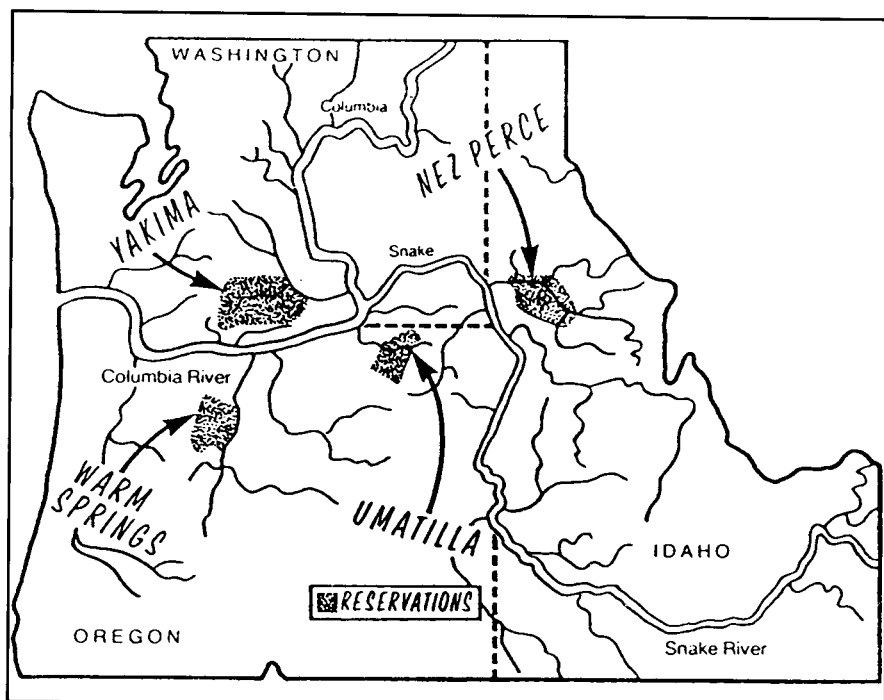 WASHINGTON
Columbia
NEZ PERCE
YAKIMA
Snake
Columbia River
WARM
SPRINGS
UMATILLA
IDAHO
RESERVATIONS
OREGON
Snake River